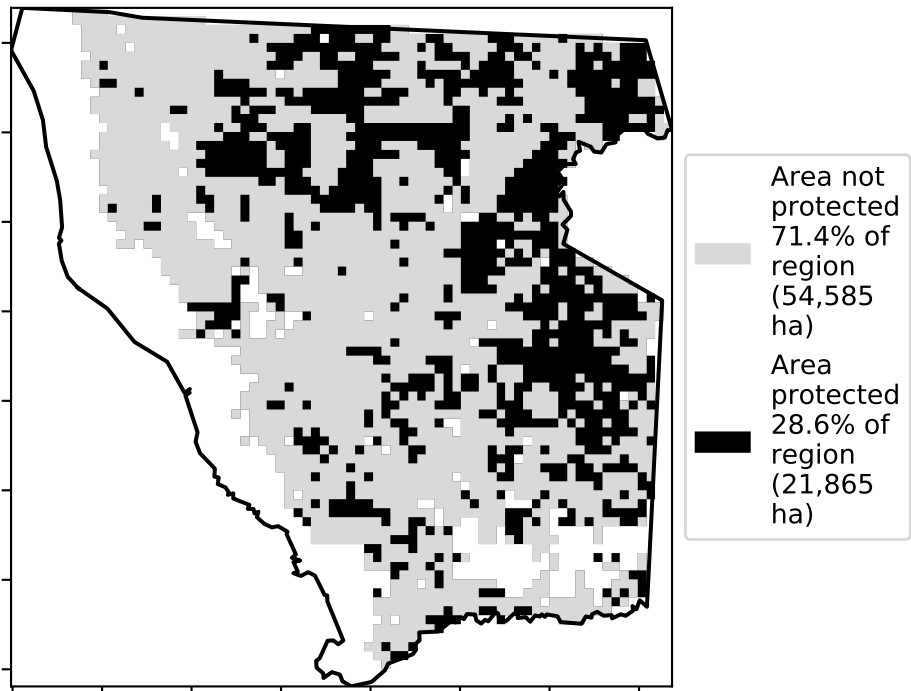 Area not
protected
71.4% of
region
(54,585
ha)
Area
protected
28.6% of
region
(21,865
ha)